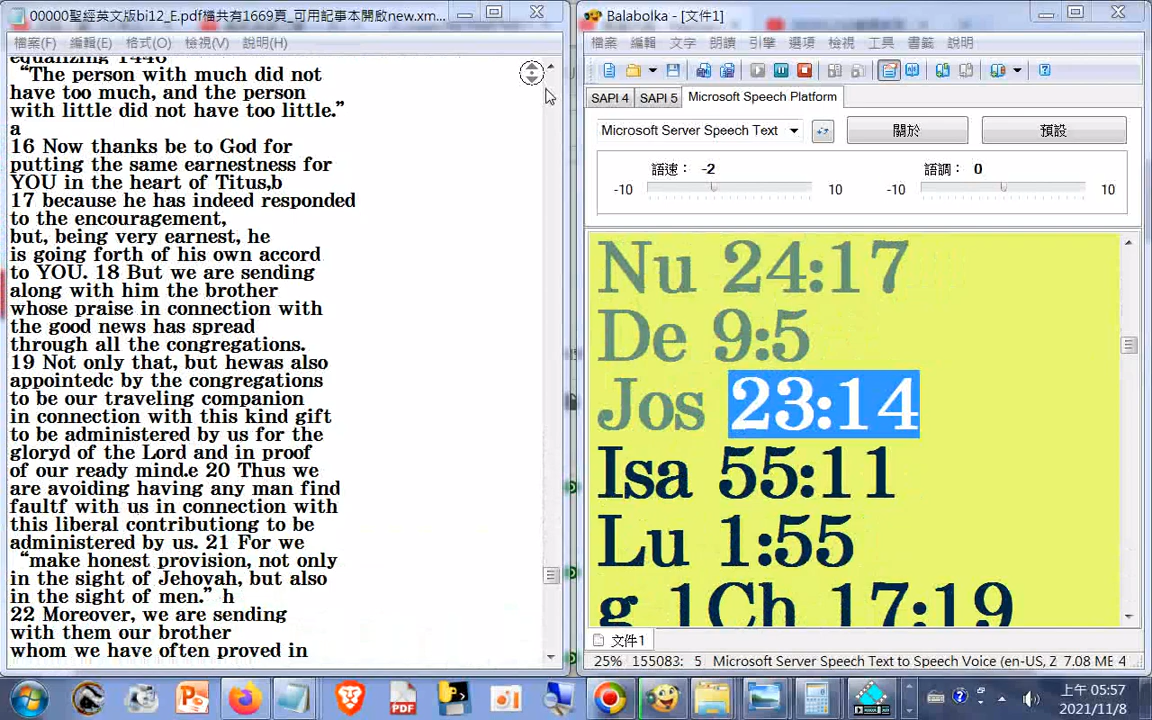 00000聖經英文版bi12_E.pdf檔共有1669頁_可用記事本開啟new.xm...
檔案(F) 編輯(E) 格式(O) 檢視(V) 說明(H)
equalizing 1446
“The person with much did not
have too much, and the person
with little did not have too little.”
a
16 Now thanks be to God for
putting the same earnestness for
YOU in the heart of Titus,b
17 because he has indeed responded
to the encouragement,
but, being very earnest, he
is going forth of his own accord
to YOU. 18 But we are sending
along with him the brother
whose praise in connection with
the good news has spread
through all the congregations.
19 Not only that, but hewas also
appointedc by the congregations
to be our traveling companion
in connection with this kind gift
to be administered by us for the
gloryd of the Lord and in proof
of our ready mind.e 20 Thus we
are avoiding having any man find
faultf with us in connection with
this liberal contributiong to be
administered by us. 21 For we
“make honest provision, not only
in the sight of Jehovah, but also
in the sight of men.” h
22 Moreover, we are sending
with them our brother
whom we have often proved in
Balabolka - [文件1]
檔案 編輯 文字 朗讀 引擎 選項 檢視 工具 書籤 說明
SAPI 4 SAPI 5 Microsoft Speech Platform
Microsoft Server Speech Text 關於 預設
語速： -2 語調： 0
-10 10 -10 10
Nu 24:17
De 9:5
Jos 23:14
Isa 55:11
Lu 1:55
g 1Ch 17:19
文件1
25% 155083: 5 Microsoft Server Speech Text to Speech Voice (en-US, Z 7.08 ME 4
PDF
上午 05:57
2021/11/8